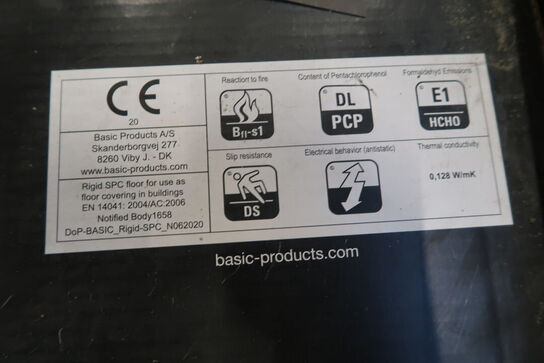 CE
20
Basic Products A/S
Skanderborgvej 277
8260 Viby J. - DK
www.basic-products.com
Rigid SPC floor for use as
floor covering in buildings
EN 14041: 2004/AC:2006
Notified Body1658
DoP-BASIC_Rigid-SPC_N062020
Reaction to fire
Bfl-s1
Content of Pentachlorophenol
DL
PCP
Formaldehyd Emissions
E1
HCHO
Slip resistance
DS
Electrical behavior (antistatic)
Thermal conductivity
0,128 W/mK
basic-products.com